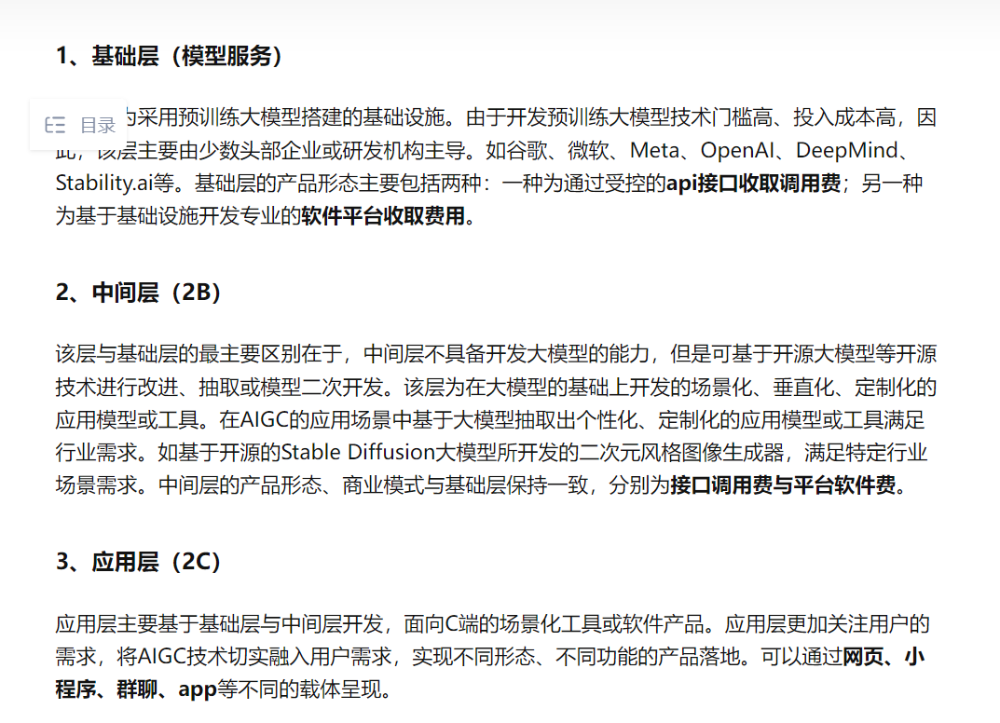 1、基础层（模型服务）
目录
为采用预训练大模型搭建的基础设施。由于开发预训练大模型技术门槛高、投入成本高，因
此，该层主要由少数头部企业或研发机构主导。如谷歌、微软、Meta、OpenAI、DeepMind、
Stability.ai等。基础层的产品形态主要包括两种：一种为通过受控的api接口收取调用费；另一种
为基于基础设施开发专业的软件平台收取费用。
2、中间层（2B）
该层与基础层的最主要区别在于，中间层不具备开发大模型的能力，但是可基于开源大模型等开源
技术进行改进、抽取或模型二次开发。该层为在大模型的基础上开发的场景化、垂直化、定制化的
应用模型或工具。在AIGC的应用场景中基于大模型抽取出个性化、定制化的应用模型或工具满足
行业需求。如基于开源的Stable Diffusion大模型所开发的二次元风格图像生成器，满足特定行业
场景需求。中间层的产品形态、商业模式与基础层保持一致，分别为接口调用费与平台软件费。
3、应用层（2C）
应用层主要基于基础层与中间层开发，面向C端的场景化工具或软件产品。应用层更加关注用户的
需求，将AIGC技术切实融入用户需求，实现不同形态、不同功能的产品落地。可以通过网页、小
程序、群聊、app等不同的载体呈现。